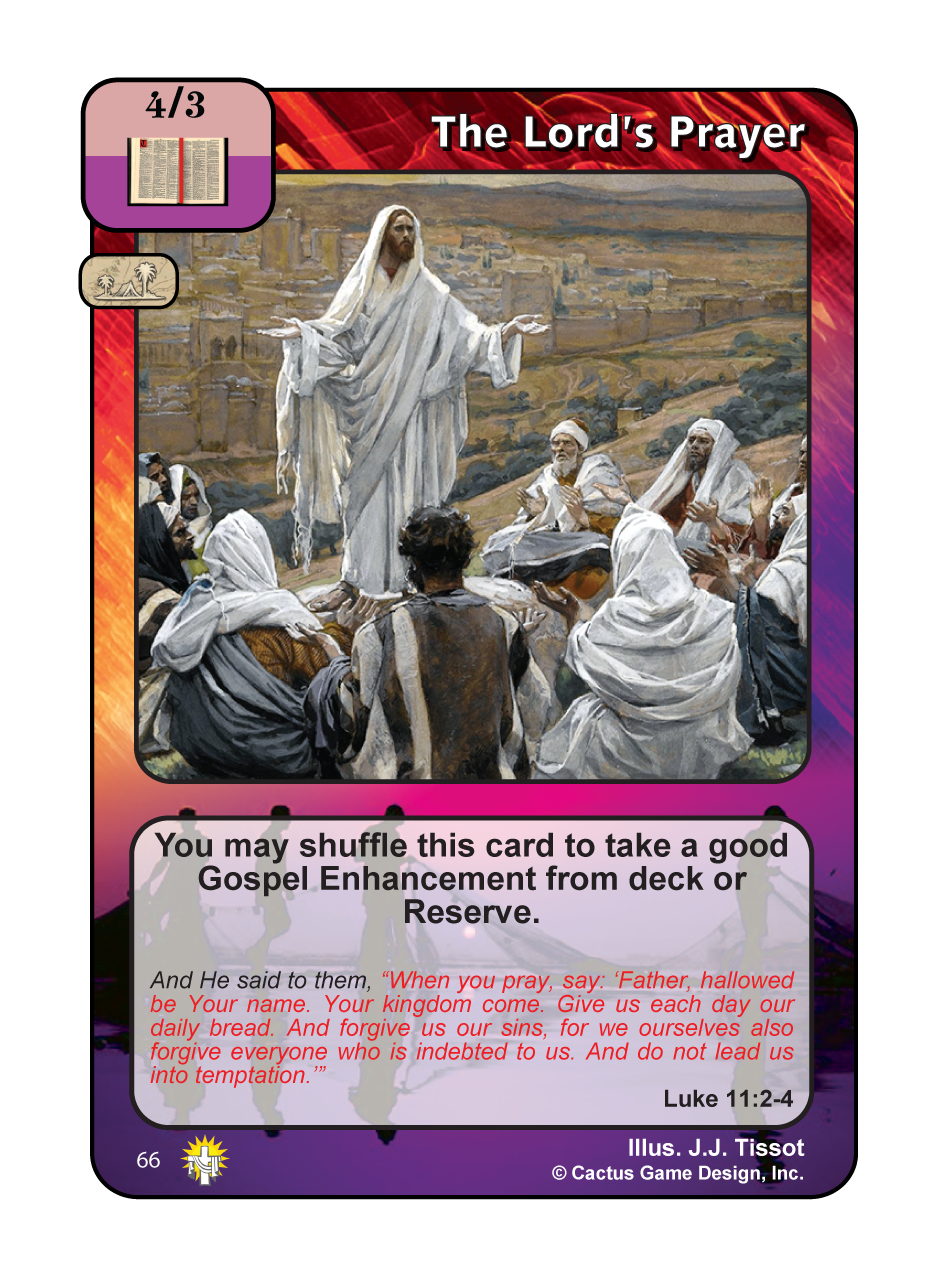 4/3
The Lord's Prayer
You may shuffle this card to take a good
Gospel Enhancement from deck or
Reserve.
And He said to them, “When you pray, say: ‘Father, hallowed
be Your name. Your kingdom come. Give us each day our
daily bread. And forgive us our sins, for we ourselves also
forgive everyone who is indebted to us. And do not lead us
into temptation.’”
Luke 11:2-4
66
Illus. J.J. Tissot
© Cactus Game Design, Inc.